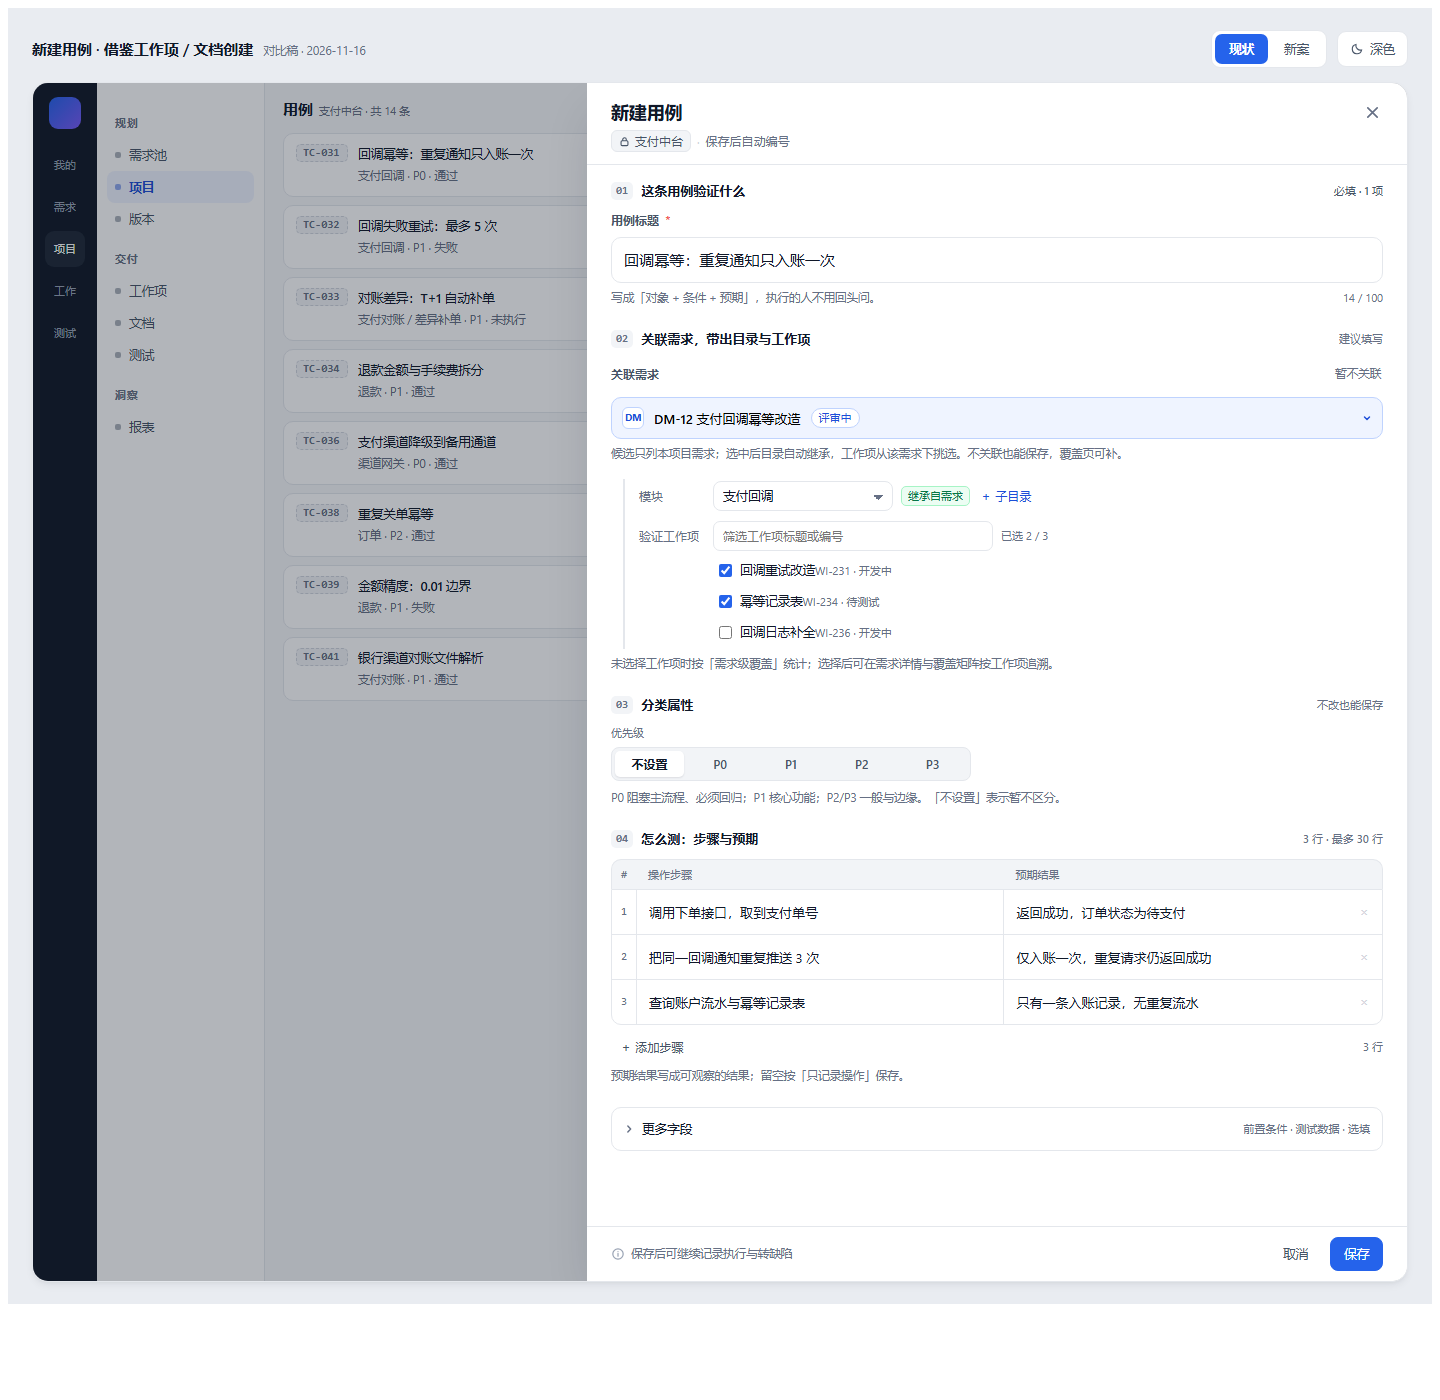 新建用例 · 借鉴工作项 / 文档创建 对比稿 · 2026-11-16
现状 新案 深色
我的
需求
项目
工作
测试
规划
需求池
项目
版本
交付
工作项
文档
测试
洞察
报表
用例 支付中台 · 共 14 条
TC-031 回调幂等：重复通知只入账一次
支付回调 · P0 · 通过
TC-032 回调失败重试：最多 5 次
支付回调 · P1 · 失败
TC-033 对账差异：T+1 自动补单
支付对账 / 差异补单 · P1 · 未执行
TC-034 退款金额与手续费拆分
退款 · P1 · 通过
TC-036 支付渠道降级到备用通道
渠道网关 · P0 · 通过
TC-038 重复关单幂等
订单 · P2 · 通过
TC-039 金额精度：0.01 边界
退款 · P1 · 失败
TC-041 银行渠道对账文件解析
支付对账 · P1 · 通过
新建用例
支付中台 · 保存后自动编号
01 这条用例验证什么 必填 · 1 项
用例标题 *
回调幂等：重复通知只入账一次
写成「对象 + 条件 + 预期」，执行的人不用回头问。 14 / 100
02 关联需求，带出目录与工作项 建议填写
关联需求 暂不关联
DM DM-12 支付回调幂等改造 评审中
候选只列本项目需求；选中后目录自动继承，工作项从该需求下挑选。不关联也能保存，覆盖页可补。
模块 支付回调 继承自需求 + 子目录
验证工作项 筛选工作项标题或编号 已选 2 / 3
回调重试改造WI-231 · 开发中
幂等记录表WI-234 · 待测试
回调日志补全WI-236 · 开发中
未选择工作项时按「需求级覆盖」统计；选择后可在需求详情与覆盖矩阵按工作项追溯。
03 分类属性 不改也能保存
优先级
不设置 P0 P1 P2 P3
P0 阻塞主流程、必须回归；P1 核心功能；P2/P3 一般与边缘。「不设置」表示暂不区分。
04 怎么测：步骤与预期 3 行 · 最多 30 行
# 操作步骤 预期结果
1 调用下单接口，取到支付单号 返回成功，订单状态为待支付 ×
2 把同一回调通知重复推送 3 次 仅入账一次，重复请求仍返回成功 ×
3 查询账户流水与幂等记录表 只有一条入账记录，无重复流水 ×
+ 添加步骤 3 行
预期结果写成可观察的结果；留空按「只记录操作」保存。
更多字段 前置条件 · 测试数据 · 选填
保存后可继续记录执行与转缺陷 取消 保存